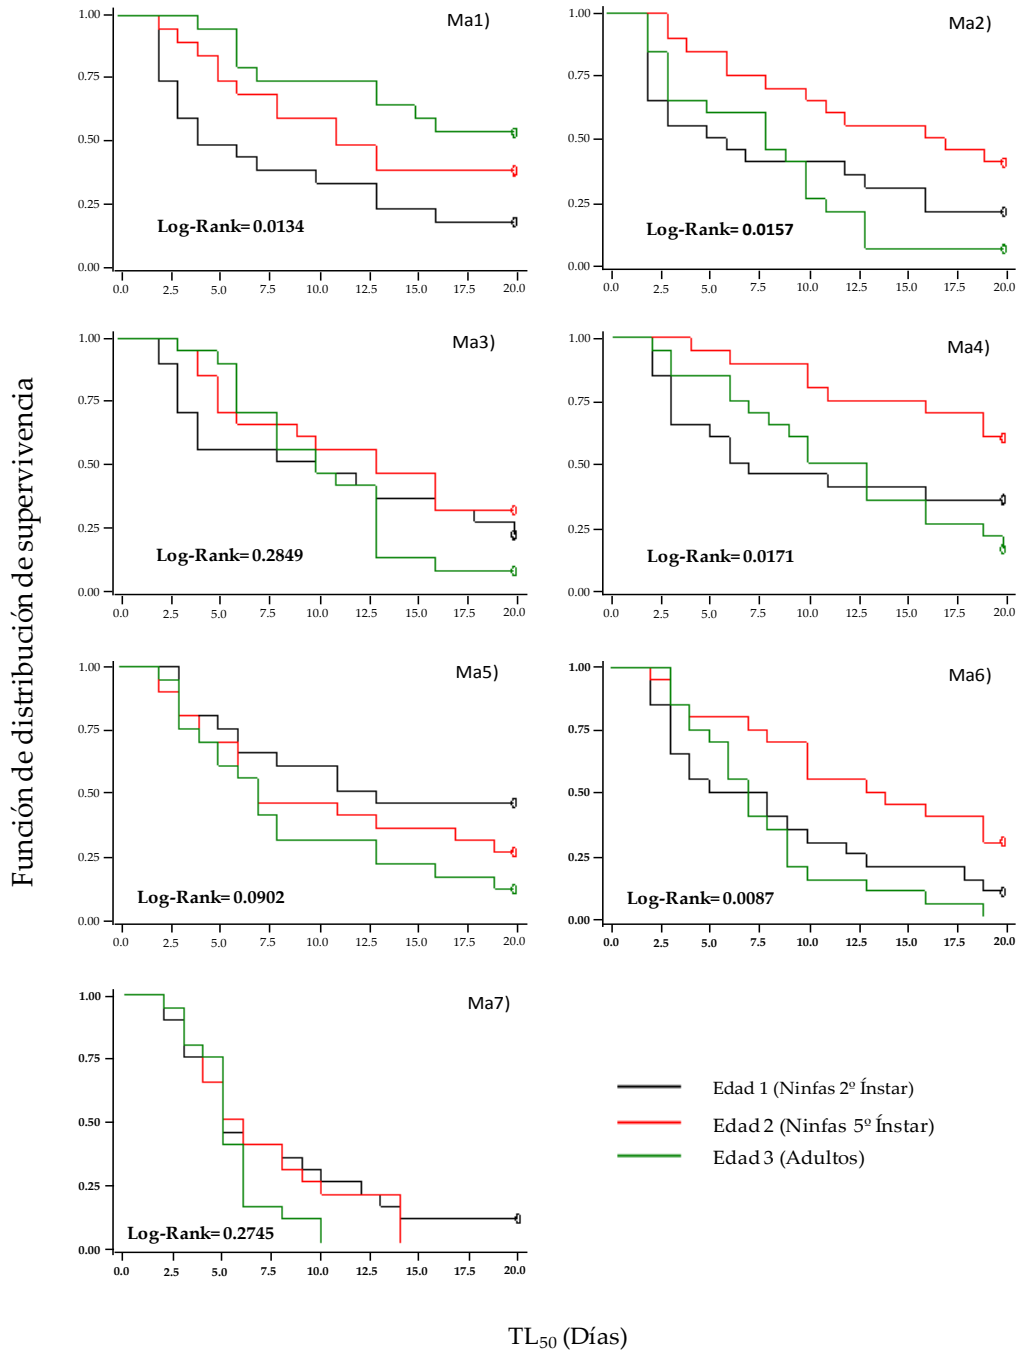 Función de distribución de supervivencia
Ma1)
1.00
0.75
0.50
0.25
0.00
Log-Rank= 0.0134
0.0 2.5 5.0 7.5 10.0 12.5 15.0 17.5 20.0
Ma2)
1.00
0.75
0.50
0.25
0.00
Log-Rank= 0.0157
0.0 2.5 5.0 7.5 10.0 12.5 15.0 17.5 20.0
Ma3)
1.00
0.75
0.50
0.25
0.00
Log-Rank= 0.2849
0.0 2.5 5.0 7.5 10.0 12.5 15.0 17.5 20.0
Ma4)
1.00
0.75
0.50
0.25
0.00
Log-Rank= 0.0171
0.0 2.5 5.0 7.5 10.0 12.5 15.0 17.5 20.0
Ma5)
1.00
0.75
0.50
0.25
0.00
Log-Rank= 0.0902
0.0 2.5 5.0 7.5 10.0 12.5 15.0 17.5 20.0
Ma6)
1.00
0.75
0.50
0.25
0.00
Log-Rank= 0.0087
0.0 2.5 5.0 7.5 10.0 12.5 15.0 17.5 20.0
Ma7)
1.00
0.75
0.50
0.25
0.00
Log-Rank= 0.2745
0.0 2.5 5.0 7.5 10.0 12.5 15.0 17.5 20.0
Edad 1 (Ninfas 2º Ínstar)
Edad 2 (Ninfas 5º Ínstar)
Edad 3 (Adultos)
TL50 (Días)